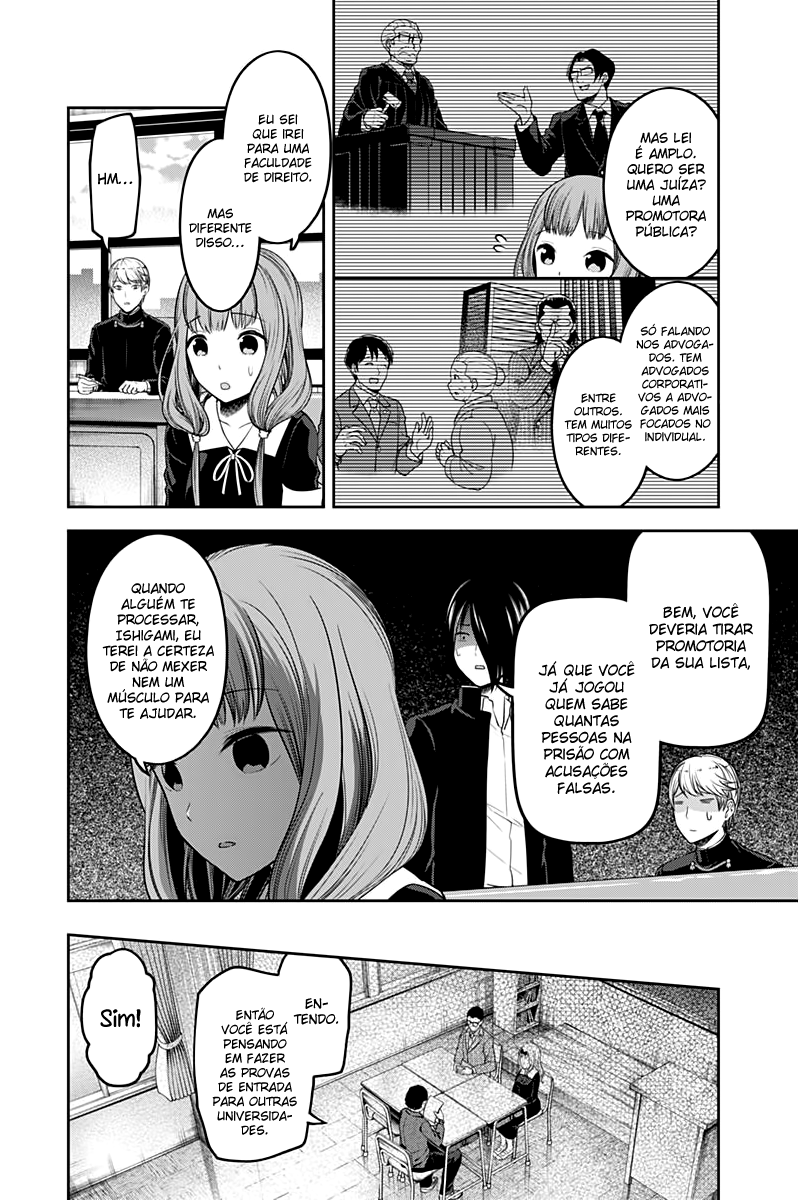 MAS LEI
É AMPLO.
QUERO SER
UMA JUÍZA?
UMA
PROMOTORA
PÚBLICA?
SÓ FALANDO
NOS ADVOGA-
DOS. TEM
ADVOGADOS
CORPORATI-
VOS A ADVO-
GADOS MAIS
FOCADOS NO
INDIVIDUAL.
ENTRE
OUTROS.
TEM MUITOS
TIPOS DIFE-
RENTES.
EU SEI
QUE IREI
PARA UMA
FACULDADE
DE DIREITO.
MAS
DIFERENTE
DISSO...
HM...
BEM, VOCÊ
DEVERIA TIRAR
PROMOTORIA
DA SUA LISTA,
JÁ QUE VOCÊ
JÁ JOGOU
QUEM SABE
QUANTAS
PESSOAS NA
PRISÃO COM
ACUSAÇÕES
FALSAS.
QUANDO
ALGUÉM TE
PROCESSAR,
ISHIGAMI, EU
TEREI A CERTEZA
DE NÃO MEXER
NEM UM
MÚSCULO PARA
TE AJUDAR.
EN-
TENDO.
ENTÃO
VOCÊ ESTÁ
PENSANDO
EM FAZER
AS PROVAS
DE ENTRADA
PARA OUTRAS
UNIVERSIDA-
DES.
Sim!